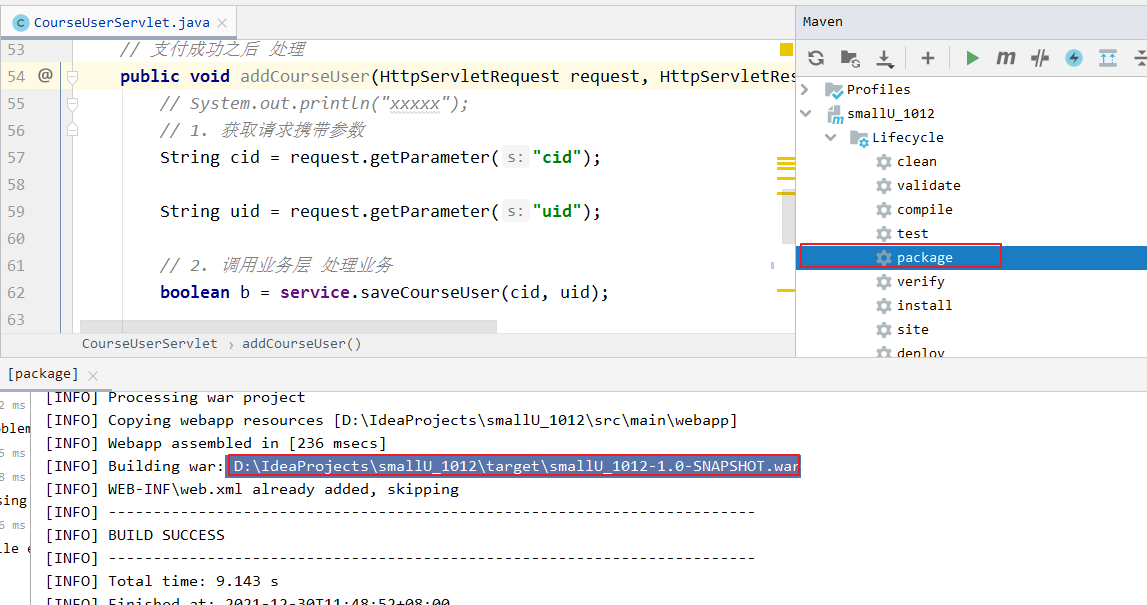 CourseUserServlet.java
53 // 支付成功之后 处理
54 @ public void addCourseUser(HttpServletRequest request, HttpServletRes
55 // System.out.println("xxxxx");
56 // 1. 获取请求携带参数
57 String cid = request.getParameter( s: "cid");
58
59 String uid = request.getParameter( s: "uid");
60
61 // 2. 调用业务层 处理业务
62 boolean b = service.saveCourseUser(cid, uid);
63
CourseUserServlet › addCourseUser()
Maven
Profiles
smallU_1012
Lifecycle
clean
validate
compile
test
package
verify
install
site
deploy
[package]
2 ms
5 ms
8 ms
sing
6 ms
[INFO] Processing war project
[INFO] Copying webapp resources [D:\IdeaProjects\smallU_1012\src\main\webapp]
[INFO] Webapp assembled in [236 msecs]
[INFO] Building war: D:\IdeaProjects\smallU_1012\target\smallU_1012-1.0-SNAPSHOT.war
[INFO] WEB-INF\web.xml already added, skipping
[INFO] ------------------------------------------------------------------------
[INFO] BUILD SUCCESS
[INFO] ------------------------------------------------------------------------
[INFO] Total time: 9.143 s
[INFO] Finished at: 2021-12-30T11:48:52+08:00